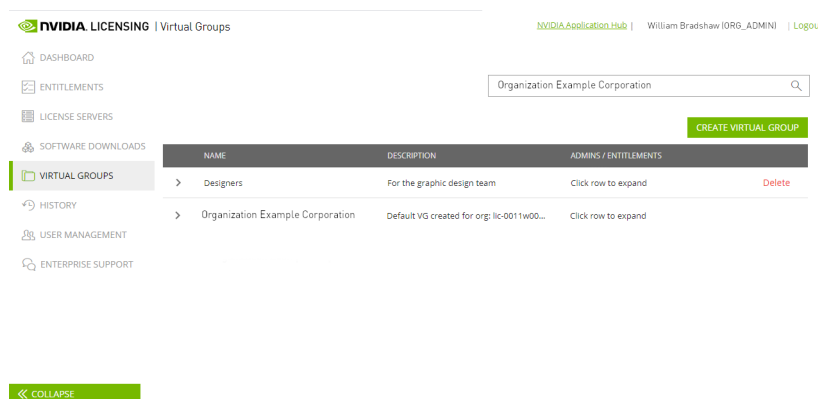 NVIDIA. LICENSING | Virtual Groups
NVIDIA Application Hub | William Bradshaw (ORG_ADMIN) | Logou
DASHBOARD
ENTITLEMENTS
LICENSE SERVERS
SOFTWARE DOWNLOADS
VIRTUAL GROUPS
HISTORY
USER MANAGEMENT
ENTERPRISE SUPPORT
COLLAPSE
Organization Example Corporation
CREATE VIRTUAL GROUP
NAME DESCRIPTION ADMINS / ENTITLEMENTS
Designers For the graphic design team Click row to expand Delete
Organization Example Corporation Default VG created for org: lic-0011w00... Click row to expand